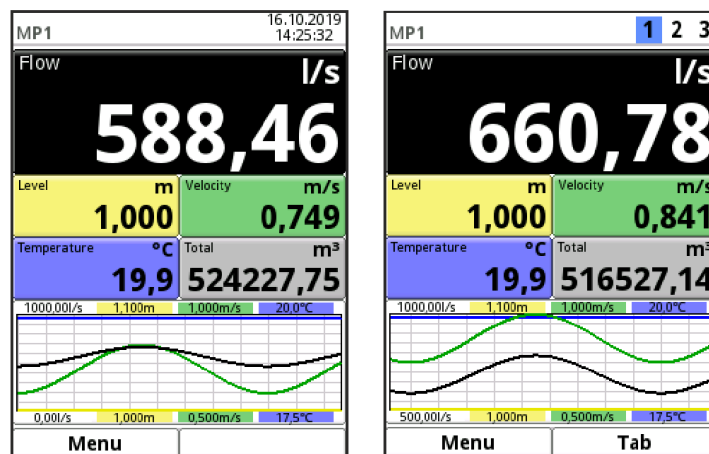 MP1
16.10.2019
14:25:32
Flow
l/s
588,46
Level
m
1,000
Velocity
m/s
0,749
Temperature
°C
19,9
Total
m³
524227,75
1000,00l/s 1,100m 1,000m/s 20,0°C
0,00l/s 1,000m 0,500m/s 17,5°C
Menu
MP1
1 2 3
Flow
l/s
660,78
Level
m
1,000
Velocity
m/s
0,841
Temperature
°C
19,9
Total
m³
516527,14
1000,00l/s 1,100m 1,000m/s 20,0°C
500,00l/s 1,000m 0,500m/s 17,5°C
Menu Tab